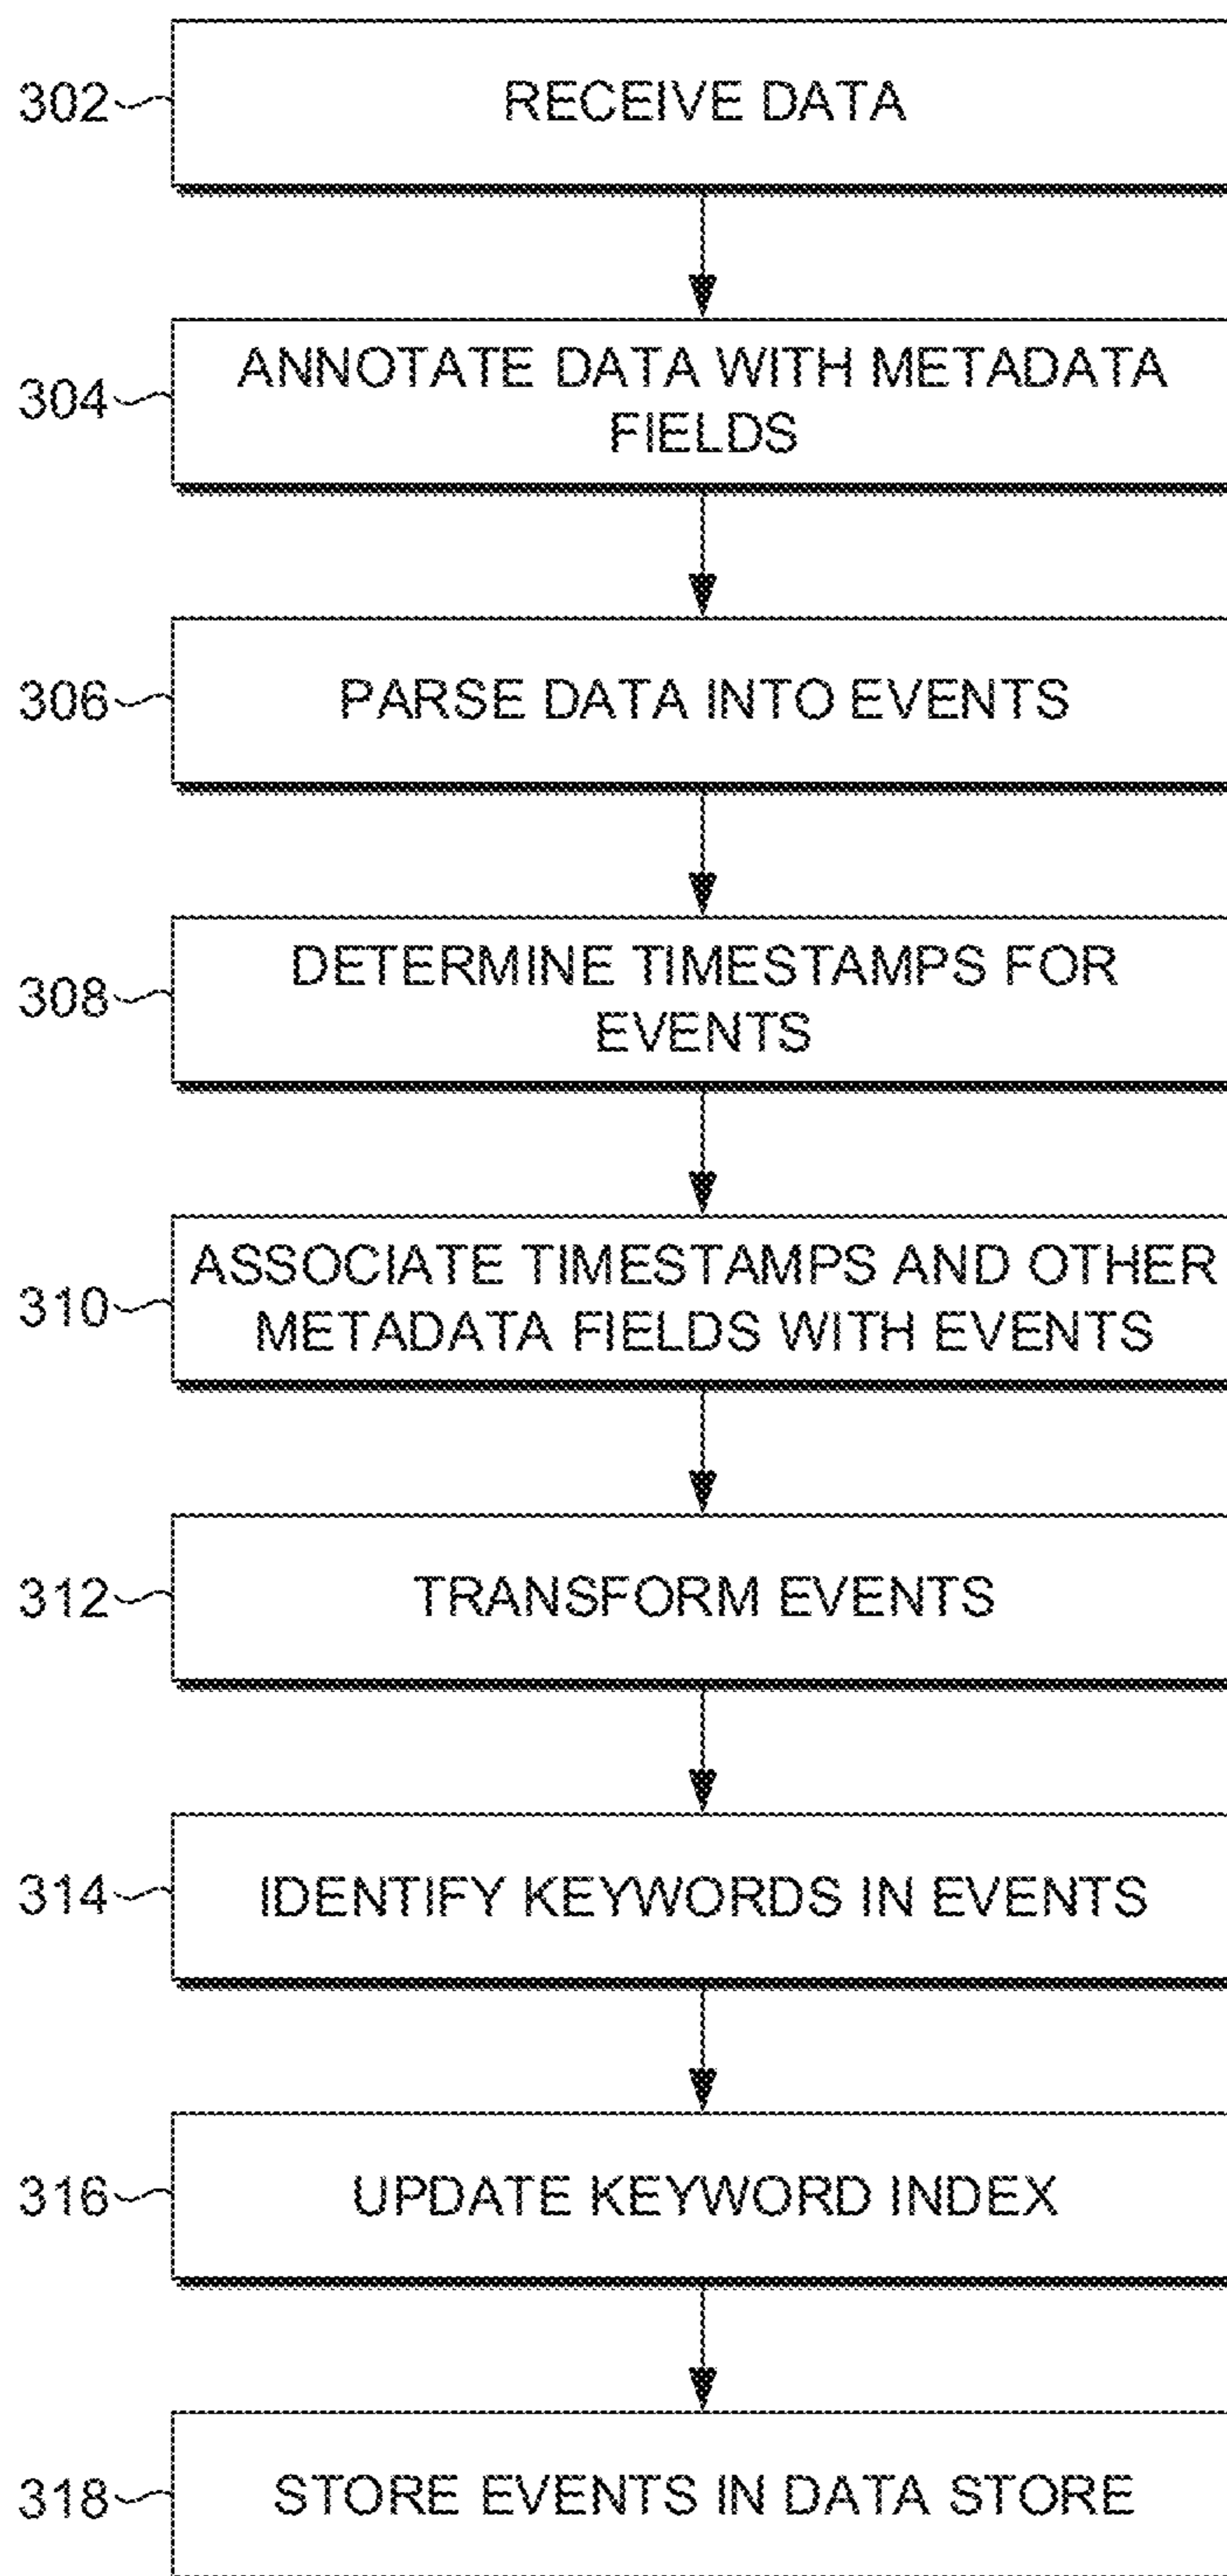 302
RECEIVE DATA
304
ANNOTATE DATA WITH METADATA
FIELDS
306
PARSE DATA INTO EVENTS
308
DETERMINE TIMESTAMPS FOR
EVENTS
310
ASSOCIATE TIMESTAMPS AND OTHER
METADATA FIELDS WITH EVENTS
312
TRANSFORM EVENTS
314
IDENTIFY KEYWORDS IN EVENTS
316
UPDATE KEYWORD INDEX
318
STORE EVENTS IN DATA STORE